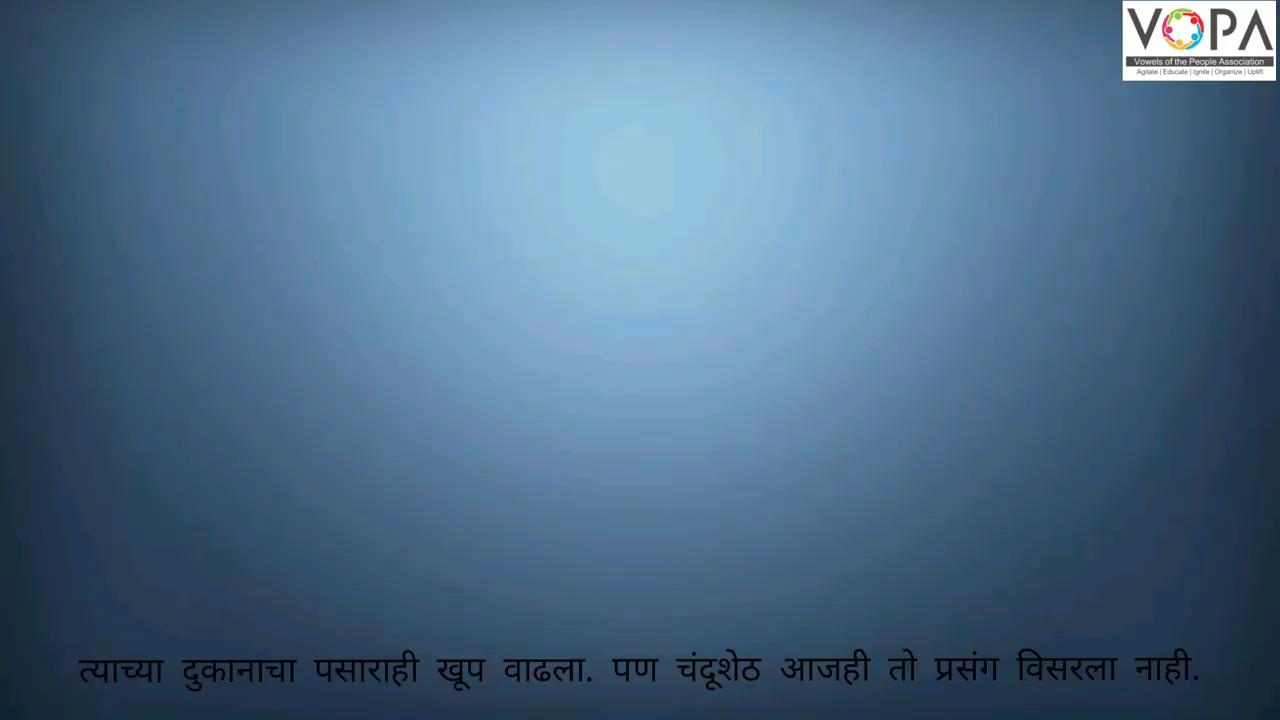 VOPA
Vowels of the People Association
Agitate | Educate | Ignite | Organize | Uplift
त्याच्या दुकानाचा पसाराही खूप वाढला. पण चंदूशेठ आजही तो प्रसंग विसरला नाही.